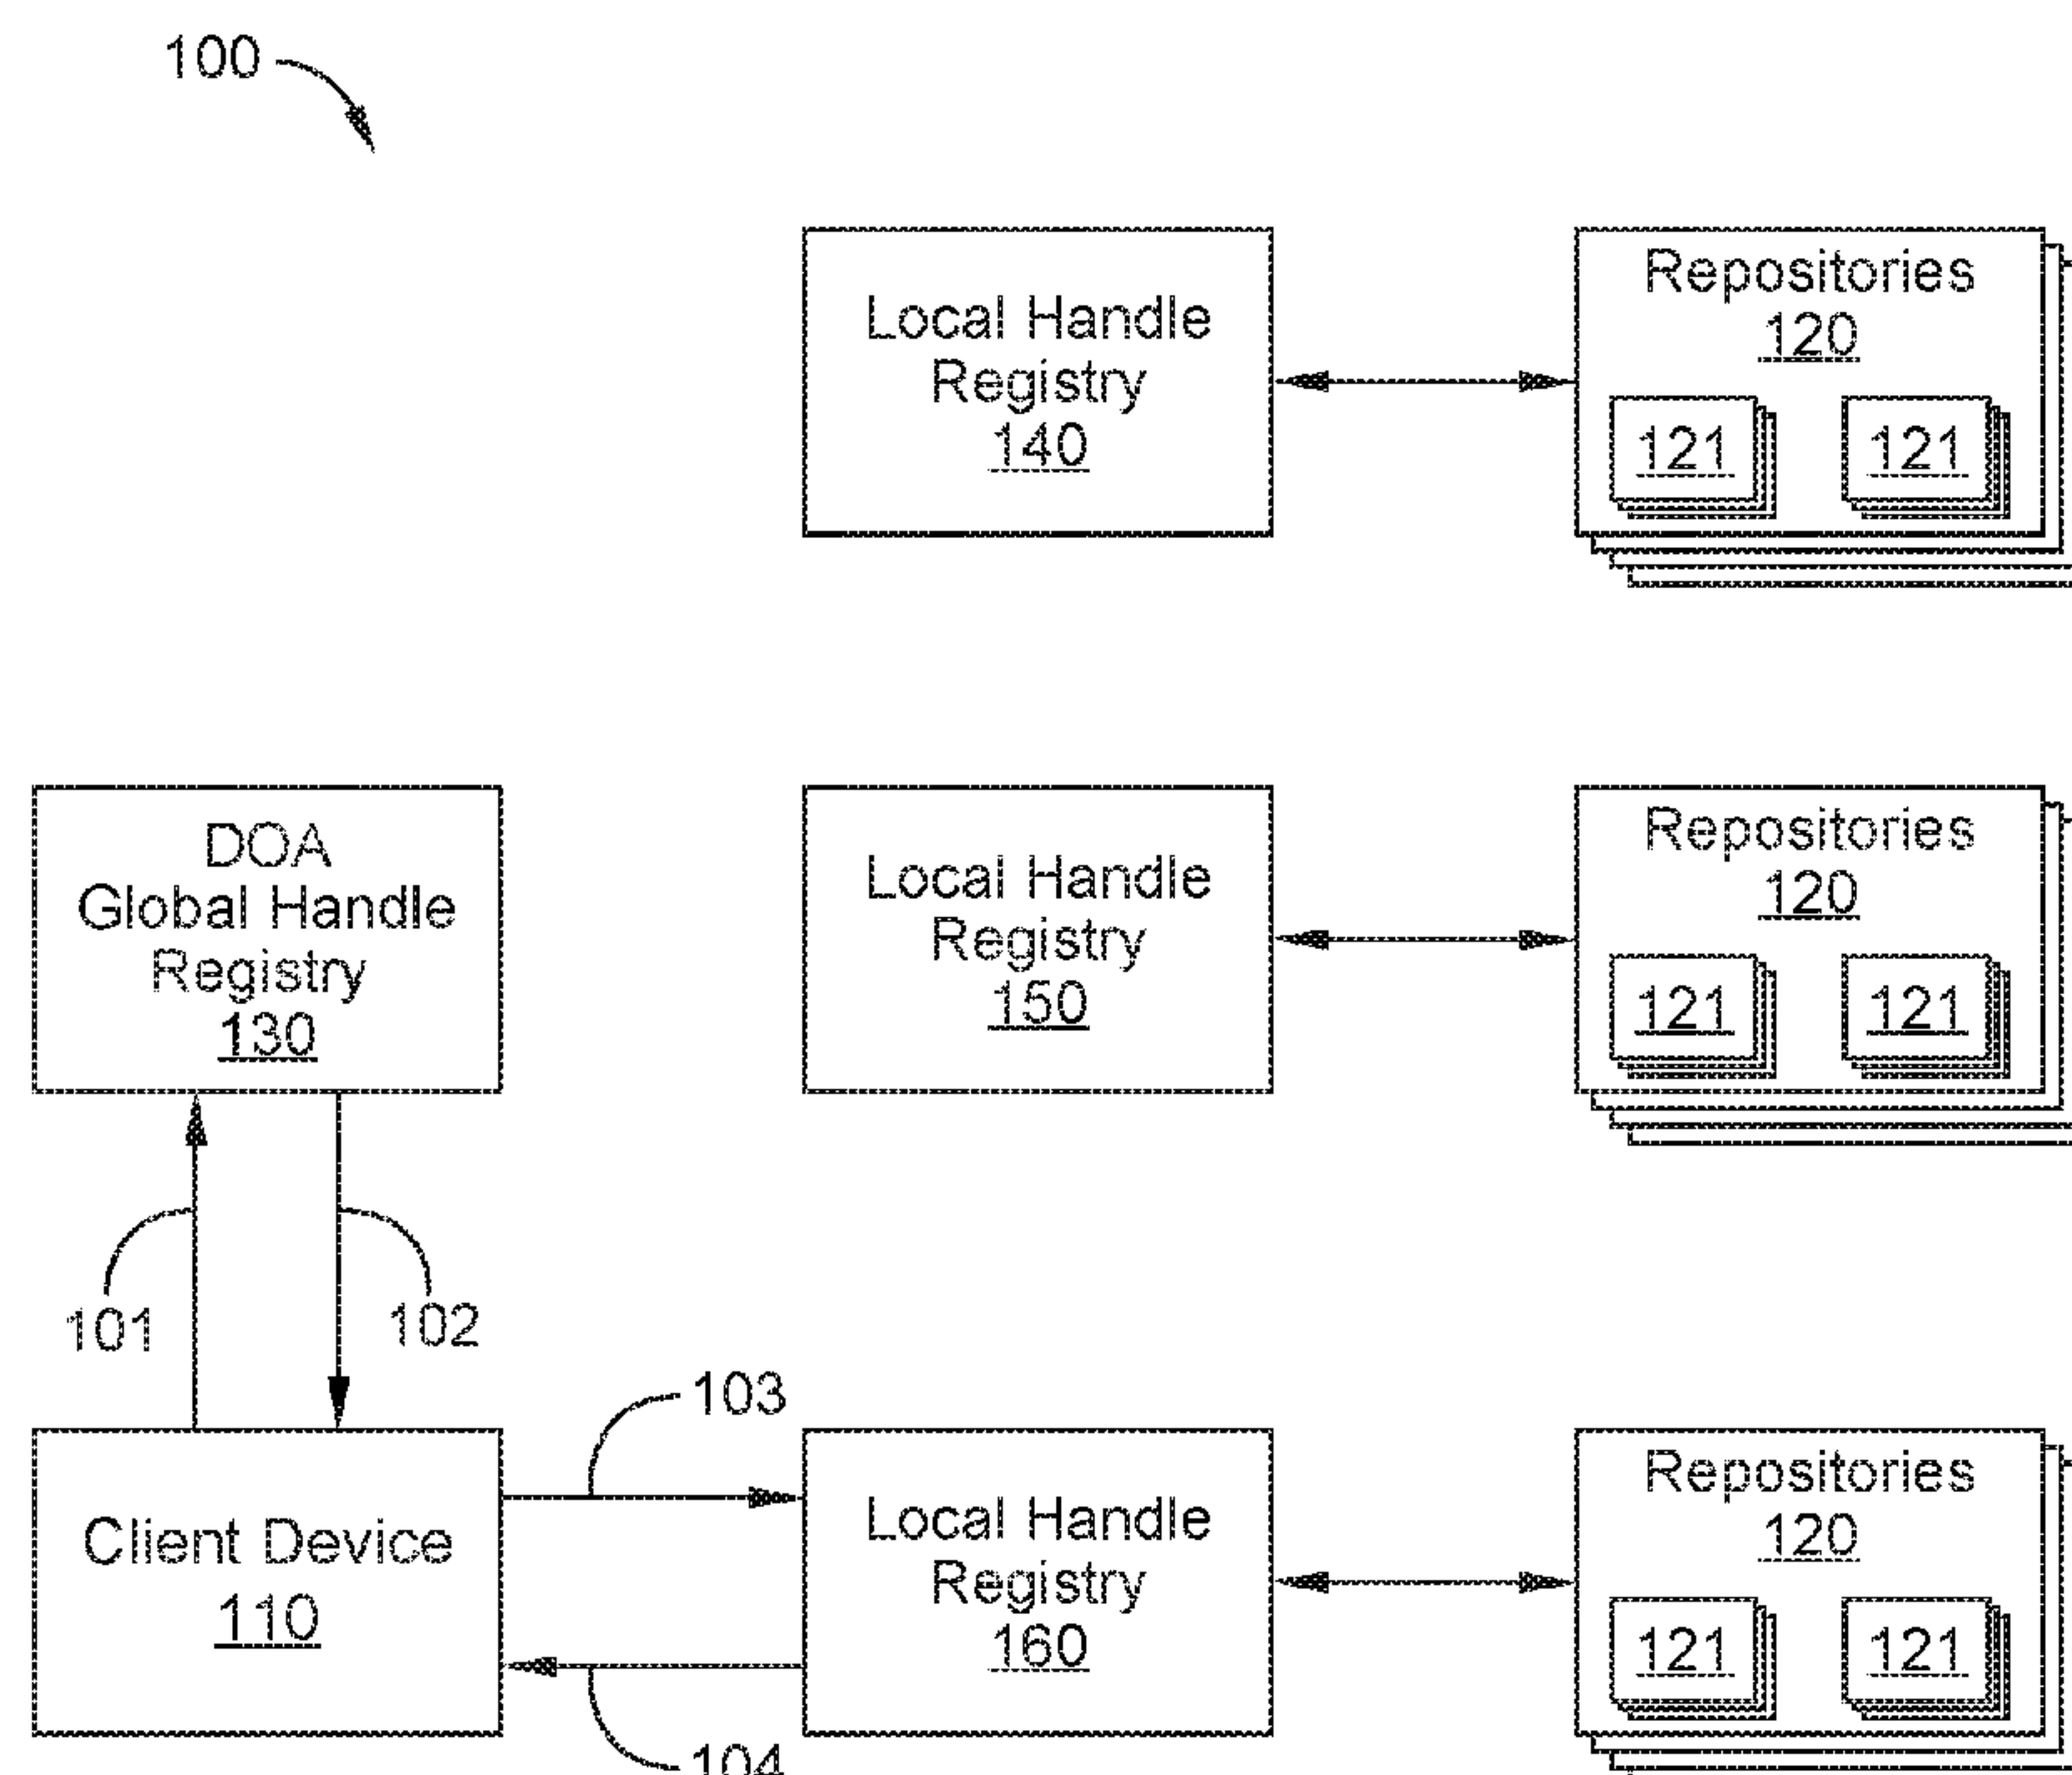 100
Local Handle
Registry
140
Repositories
120
121 121
DOA
Global Handle
Registry
130
Local Handle
Registry
150
Repositories
120
121 121
101
102
103
Client Device
110
Local Handle
Registry
160
Repositories
120
121 121
104